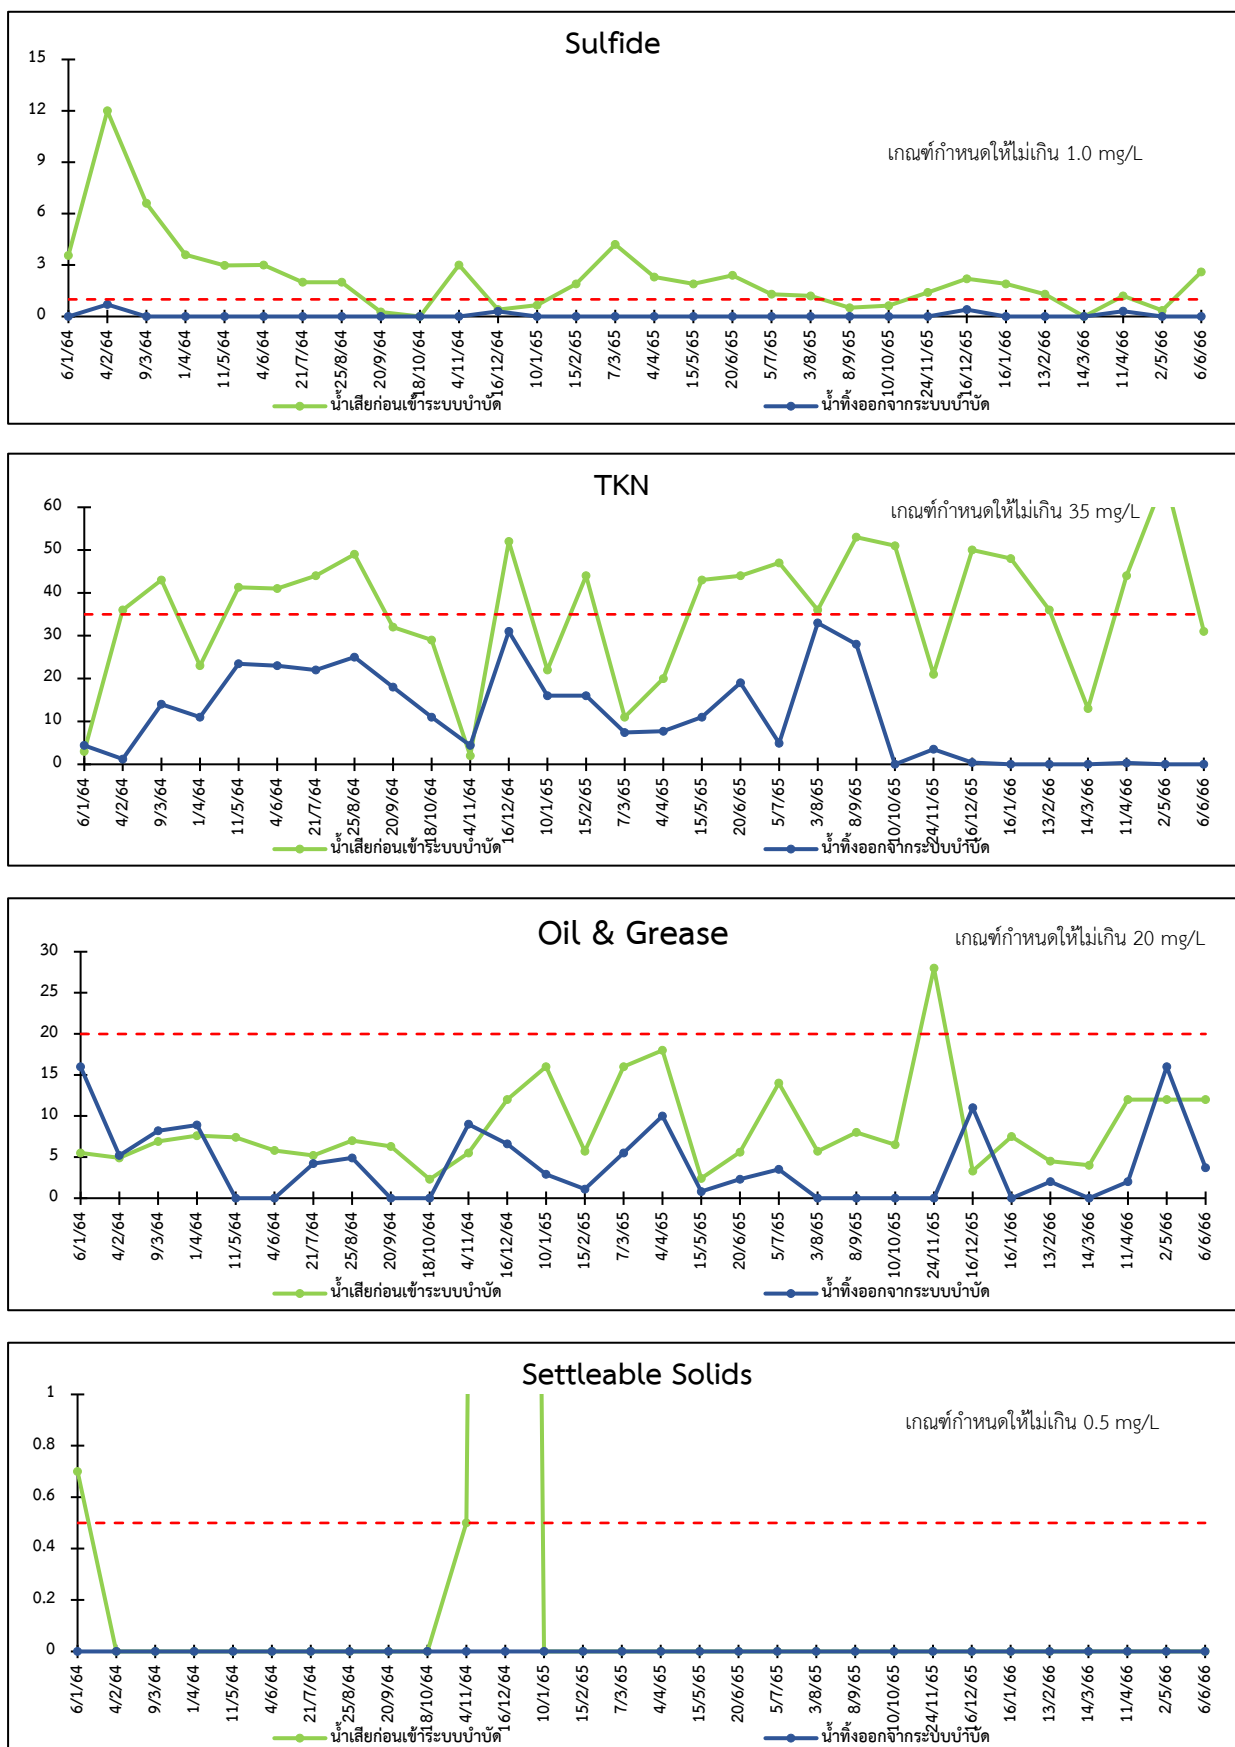 Sulfide
เกณฑ์กำหนดให้ไม่เกิน 1.0 mg/L
15
12
9
6
3
0
6/1/64 4/2/64 9/3/64 1/4/64 11/5/64 4/6/64 21/7/64 25/8/64 20/9/64 18/10/64 4/11/64 16/12/64 10/1/65 15/2/65 7/3/65 4/4/65 15/5/65 20/6/65 5/7/65 3/8/65 8/9/65 10/10/65 24/11/65 16/12/65 16/1/66 13/2/66 14/3/66 11/4/66 2/5/66 6/6/66
น้ำเสียก่อนเข้าระบบบำบัด น้ำทิ้งออกจากระบบบำบัด
TKN
เกณฑ์กำหนดให้ไม่เกิน 35 mg/L
60
50
40
30
20
10
0
6/1/64 4/2/64 9/3/64 1/4/64 11/5/64 4/6/64 21/7/64 25/8/64 20/9/64 18/10/64 4/11/64 16/12/64 10/1/65 15/2/65 7/3/65 4/4/65 15/5/65 20/6/65 5/7/65 3/8/65 8/9/65 10/10/65 24/11/65 16/12/65 16/1/66 13/2/66 14/3/66 11/4/66 2/5/66 6/6/66
น้ำเสียก่อนเข้าระบบบำบัด น้ำทิ้งออกจากระบบบำบัด
Oil & Grease
เกณฑ์กำหนดให้ไม่เกิน 20 mg/L
30
25
20
15
10
5
0
6/1/64 4/2/64 9/3/64 1/4/64 11/5/64 4/6/64 21/7/64 25/8/64 20/9/64 18/10/64 4/11/64 16/12/64 10/1/65 15/2/65 7/3/65 4/4/65 15/5/65 20/6/65 5/7/65 3/8/65 8/9/65 10/10/65 24/11/65 16/12/65 16/1/66 13/2/66 14/3/66 11/4/66 2/5/66 6/6/66
น้ำเสียก่อนเข้าระบบบำบัด น้ำทิ้งออกจากระบบบำบัด
Settleable Solids
เกณฑ์กำหนดให้ไม่เกิน 0.5 mg/L
1
0.8
0.6
0.4
0.2
0
6/1/64 4/2/64 9/3/64 1/4/64 11/5/64 4/6/64 21/7/64 25/8/64 20/9/64 18/10/64 4/11/64 16/12/64 10/1/65 15/2/65 7/3/65 4/4/65 15/5/65 20/6/65 5/7/65 3/8/65 8/9/65 10/10/65 24/11/65 16/12/65 16/1/66 13/2/66 14/3/66 11/4/66 2/5/66 6/6/66
น้ำเสียก่อนเข้าระบบบำบัด น้ำทิ้งออกจากระบบบำบัด